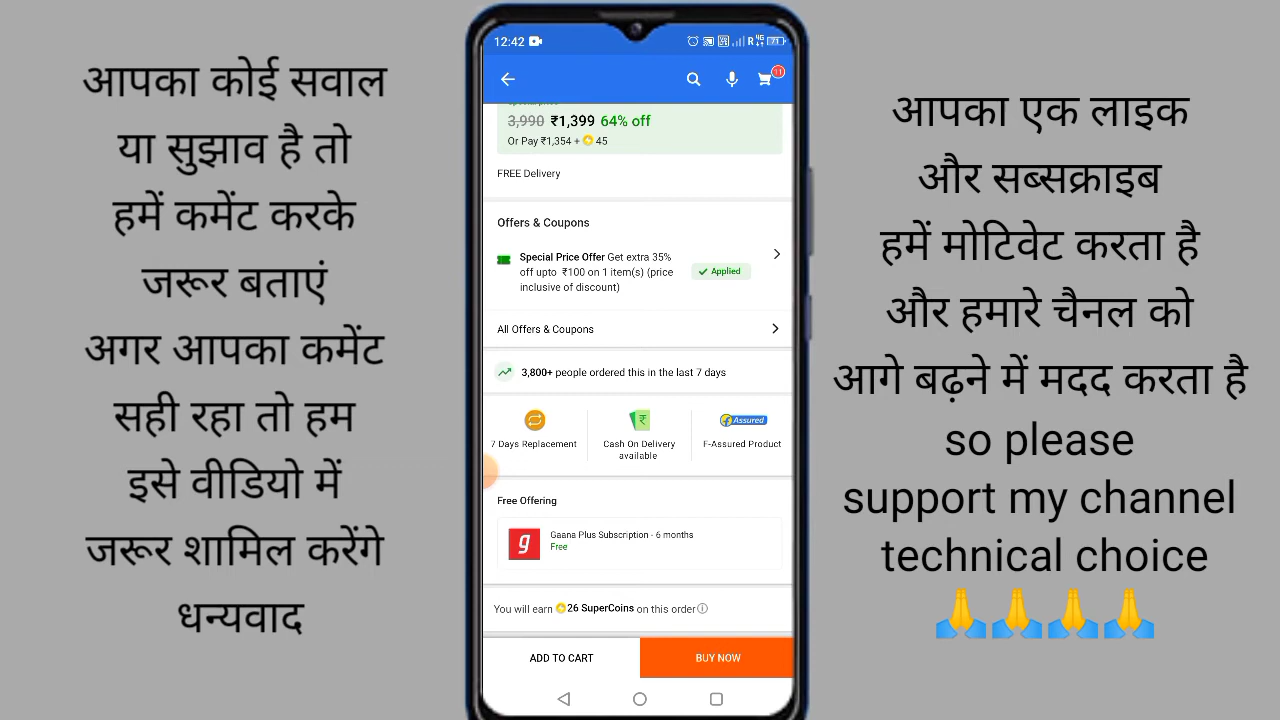 आपका कोई सवाल
या सुझाव है तो
हमें कमेंट करके
जरूर बताएं
अगर आपका कमेंट
सही रहा तो हम
इसे वीडियो में
जरूर शामिल करेंगे
धन्यवाद
12:42
R 4G 71
11
3,990 ₹1,399 64% off
Or Pay ₹1,354 + 45
FREE Delivery
Offers & Coupons
Special Price Offer Get extra 35%
off upto ₹100 on 1 item(s) (price
inclusive of discount)
Applied
All Offers & Coupons
3,800+ people ordered this in the last 7 days
Assured
7 Days Replacement
Cash On Delivery
available
F-Assured Product
Free Offering
g
Gaana Plus Subscription - 6 months
Free
You will earn 26 SuperCoins on this order
ADD TO CART
BUY NOW
आपका एक लाइक
और सब्सक्राइब
हमें मोटिवेट करता है
और हमारे चैनल को
आगे बढ़ने में मदद करता है
so please
support my channel
technical choice
🙏🙏🙏🙏